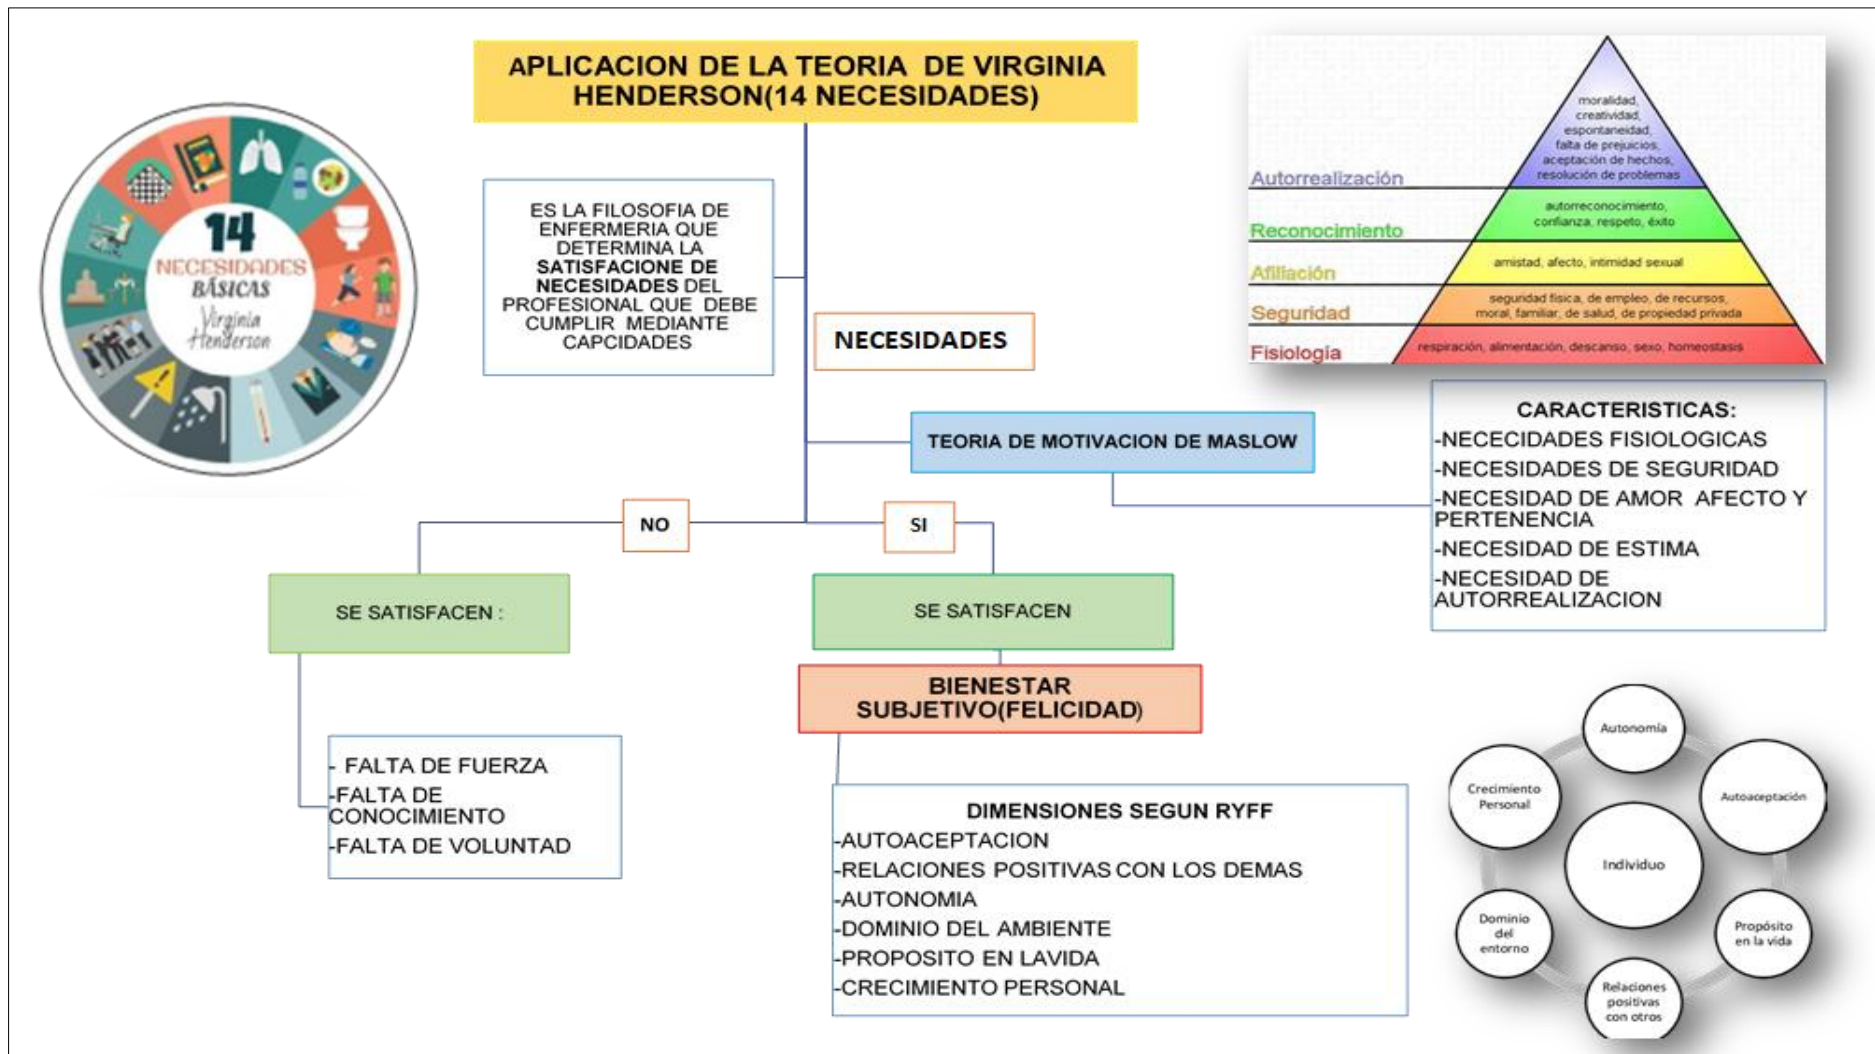 APLICACION DE LA TEORIA DE VIRGINIA
HENDERSON(14 NECESIDADES)
14
NECESIDADES
BÁSICAS
Virginia
Henderson
ES LA FILOSOFIA DE
ENFERMERIA QUE
DETERMINA LA
SATISFACIONE DE
NECESIDADES DEL
PROFESIONAL QUE DEBE
CUMPLIR MEDIANTE
CAPCIDADES
NECESIDADES
moralidad,
creatividad,
espontaneidad,
falta de prejuicios,
aceptación de hechos,
resolución de problemas
Autorrealización
autorreconocimiento,
confianza, respeto, éxito
Reconocimiento
amistad, afecto, intimidad sexual
Afiliación
seguridad física, de empleo, de recursos,
moral, familiar, de salud, de propiedad privada
Seguridad
respiración, alimentación, descanso, sexo, homeostasis
Fisiología
TEORIA DE MOTIVACION DE MASLOW
CARACTERISTICAS:
-NECECIDADES FISIOLOGICAS
-NECESIDADES DE SEGURIDAD
-NECESIDAD DE AMOR AFECTO Y
PERTENENCIA
-NECESIDAD DE ESTIMA
-NECESIDAD DE
AUTORREALIZACION
NO
SI
SE SATISFACEN :
SE SATISFACEN
- FALTA DE FUERZA
-FALTA DE
CONOCIMIENTO
-FALTA DE VOLUNTAD
BIENESTAR
SUBJETIVO(FELICIDAD)
DIMENSIONES SEGUN RYFF
-AUTOACEPTACION
-RELACIONES POSITIVAS CON LOS DEMAS
-AUTONOMIA
-DOMINIO DEL AMBIENTE
-PROPOSITO EN LAVIDA
-CRECIMIENTO PERSONAL
Autonomía
Crecimiento
Personal
Autoaceptación
Individuo
Dominio
del
entorno
Propósito
en la vida
Relaciones
positivas
con otros